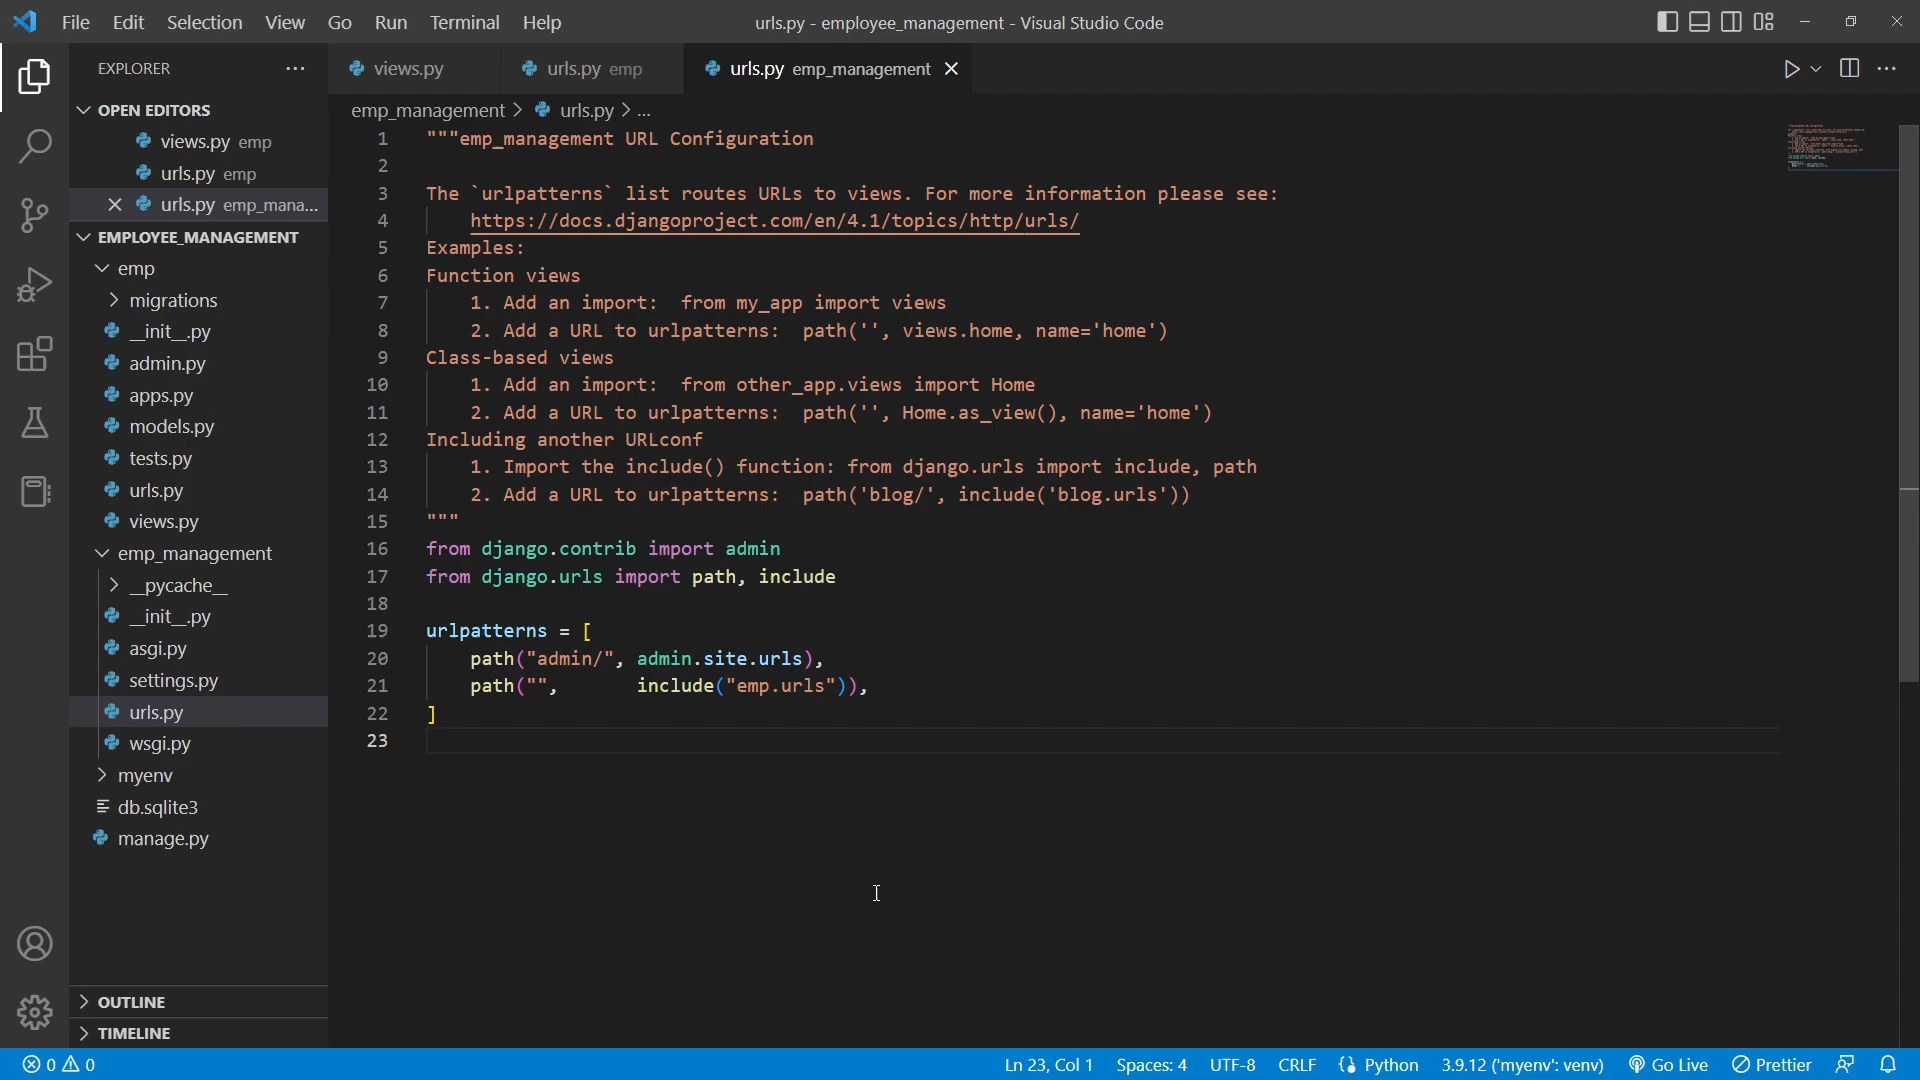 File Edit Selection View Go Run Terminal Help
urls.py - employee_management - Visual Studio Code
EXPLORER
OPEN EDITORS
views.py emp
urls.py emp
urls.py emp_mana...
EMPLOYEE_MANAGEMENT
emp
migrations
__init__.py
admin.py
apps.py
models.py
tests.py
urls.py
views.py
emp_management
__pycache__
__init__.py
asgi.py
settings.py
urls.py
wsgi.py
myenv
db.sqlite3
manage.py
OUTLINE
TIMELINE
views.py
urls.py emp
urls.py emp_management
emp_management > urls.py > ...
1 """emp_management URL Configuration
2
3 The `urlpatterns` list routes URLs to views. For more information please see:
4     https://docs.djangoproject.com/en/4.1/topics/http/urls/
5 Examples:
6 Function views
7     1. Add an import:  from my_app import views
8     2. Add a URL to urlpatterns:  path('', views.home, name='home')
9 Class-based views
10     1. Add an import:  from other_app.views import Home
11     2. Add a URL to urlpatterns:  path('', Home.as_view(), name='home')
12 Including another URLconf
13     1. Import the include() function: from django.urls import include, path
14     2. Add a URL to urlpatterns:  path('blog/', include('blog.urls'))
15 """
16 from django.contrib import admin
17 from django.urls import path, include
18
19 urlpatterns = [
20     path("admin/", admin.site.urls),
21     path("",       include("emp.urls")),
22 ]
23
0 0
Ln 23, Col 1
Spaces: 4
UTF-8
CRLF
Python
3.9.12 ('myenv': venv)
Go Live
Prettier